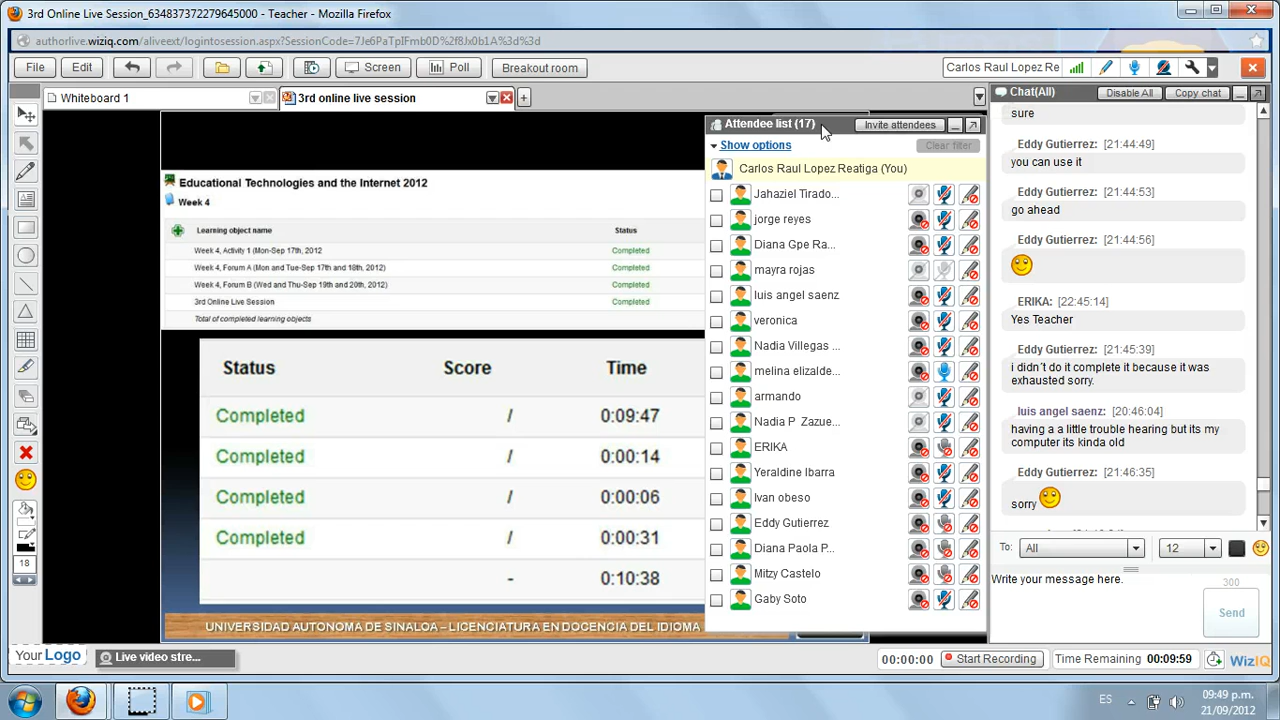 3rd Online Live Session_634837372279645000 - Teacher - Mozilla Firefox
authorlive.wiziq.com/aliveext/logintosession.aspx?SessionCode=7Je6PaTpIFmb0D%2f8Jx0b1A%3d%3d
File Edit Screen Poll Breakout room Carlos Raul Lopez Re
Whiteboard 1 3rd online live session +
Educational Technologies and the Internet 2012
Week 4
Learning object name Status
Week 4, Activity 1 (Mon-Sep 17th, 2012 Completed
Week 4, Forum A (Mon and Tue-Sep 17th and 18th, 2012) Completed
Week 4, Forum B (Wed and Thu-Sep 19th and 20th, 2012) Completed
3rd Online Live Session Completed
Total of completed learning objects
Status Score Time
Completed / 0:09:47
Completed / 0:00:14
Completed / 0:00:06
Completed / 0:00:31
- 0:10:38
UNIVERSIDAD AUTONOMA DE SINALOA – LICENCIATURA EN DOCENCIA DEL IDIOMA
Attendee list (17) Invite attendees
Show options Clear filter
Carlos Raul Lopez Reatiga (You)
Jahaziel Tirado...
jorge reyes
Diana Gpe Ra...
mayra rojas
luis angel saenz
veronica
Nadia Villegas ...
melina elizalde...
armando
Nadia P Zazue...
ERIKA
Yeraldine Ibarra
Ivan obeso
Eddy Gutierrez
Diana Paola P...
Mitzy Castelo
Gaby Soto
Chat(All) Disable All Copy chat
sure
Eddy Gutierrez: [21:44:49]
you can use it
Eddy Gutierrez: [21:44:53]
go ahead
Eddy Gutierrez: [21:44:56]
ERIKA: [22:45:14]
Yes Teacher
Eddy Gutierrez: [21:45:39]
i didn´t do it complete it because it was
exhausted sorry.
luis angel saenz: [20:46:04]
having a a little trouble hearing but its my
computer its kinda old
Eddy Gutierrez: [21:46:35]
sorry
To: All 12
Write your message here.
300
Send
18
Your Logo Live video stre... 00:00:00 Start Recording Time Remaining 00:09:59 WizIQ
ES 09:49 p.m.
21/09/2012